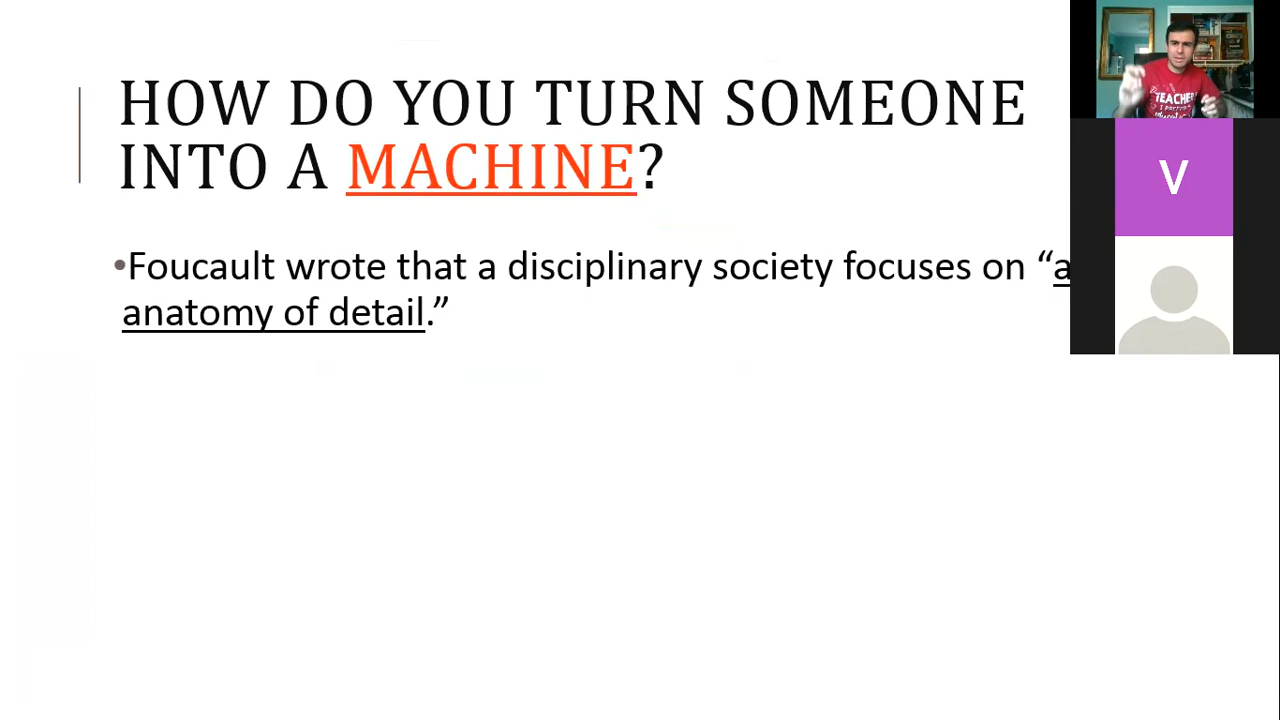 HOW DO YOU TURN SOMEONE
INTO A MACHINE?
•Foucault wrote that a disciplinary society focuses on “a
anatomy of detail.”
TEACHER
V